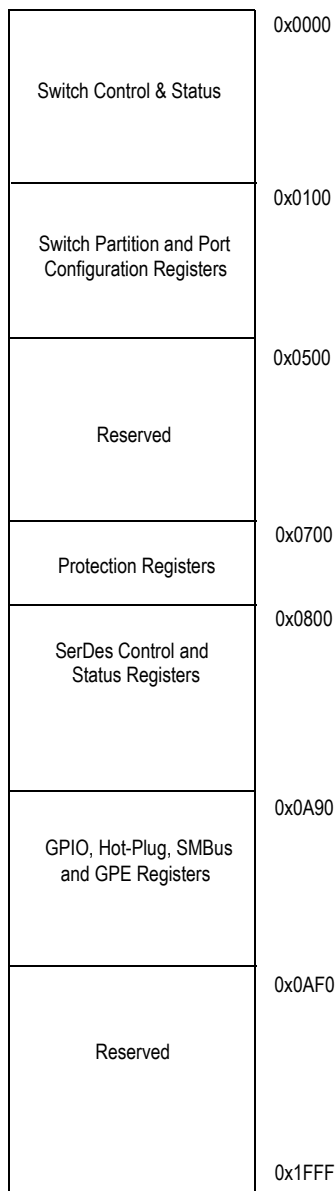 0x0000
Switch Control & Status
0x0100
Switch Partition and Port
Configuration Registers
0x0500
Reserved
0x0700
Protection Registers
0x0800
SerDes Control and
Status Registers
0x0A90
GPIO, Hot-Plug, SMBus
and GPE Registers
0x0AF0
Reserved
0x1FFF